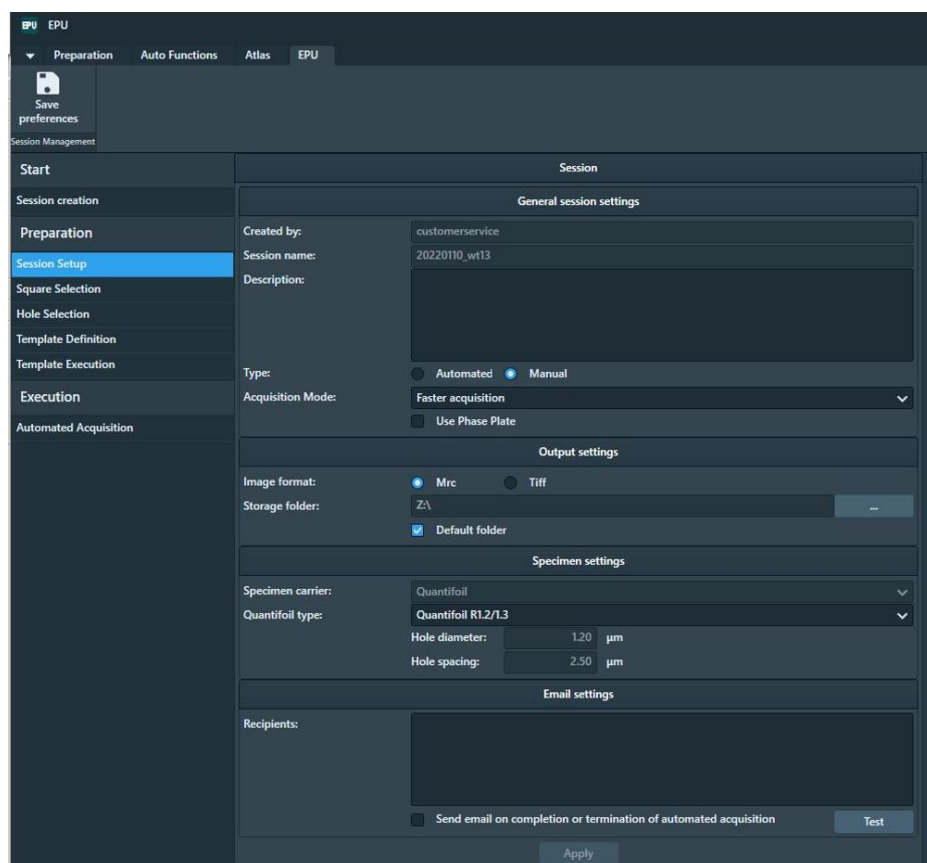 EPU EPU
Preparation Auto Functions Atlas EPU
Save
preferences
Session Management
Start
Session creation
Preparation
Session Setup
Square Selection
Hole Selection
Template Definition
Template Execution
Execution
Automated Acquisition
Session
General session settings
Created by: customerservice
Session name: 20220110_wt13
Description:
Type: Automated Manual
Acquisition Mode: Faster acquisition
Use Phase Plate
Output settings
Image format: Mrc Tiff
Storage folder: Z:\ ...
Default folder
Specimen settings
Specimen carrier: Quantifoil
Quantifoil type: Quantifoil R1.2/1.3
Hole diameter: 1.20 μm
Hole spacing: 2.50 μm
Email settings
Recipients:
Send email on completion or termination of automated acquisition Test
Apply